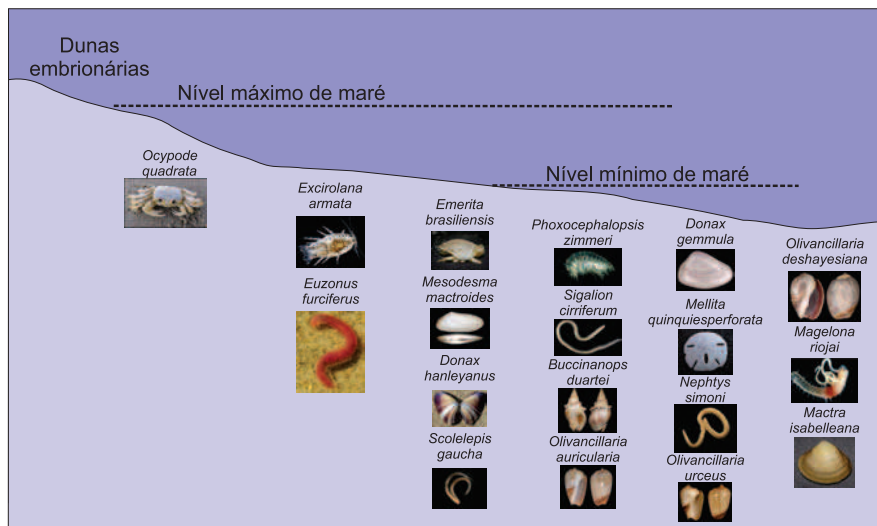 Dunas
embrionárias
Nível máximo de maré
Nível mínimo de maré
Ocypode
quadrata
Excirolana
armata
Euzonus
furciferus
Emerita
brasiliensis
Mesodesma
mactroides
Donax
hanleyanus
Scolelepis
gaucha
Phoxocephalopsis
zimmeri
Sigalion
cirriferum
Buccinanops
duartei
Olivancillaria
auricularia
Donax
gemmula
Mellita
quinquiesperforata
Nephtys
simoni
Olivancillaria
urceus
Olivancillaria
deshayesiana
Magelona
riojai
Mactra
isabelleana